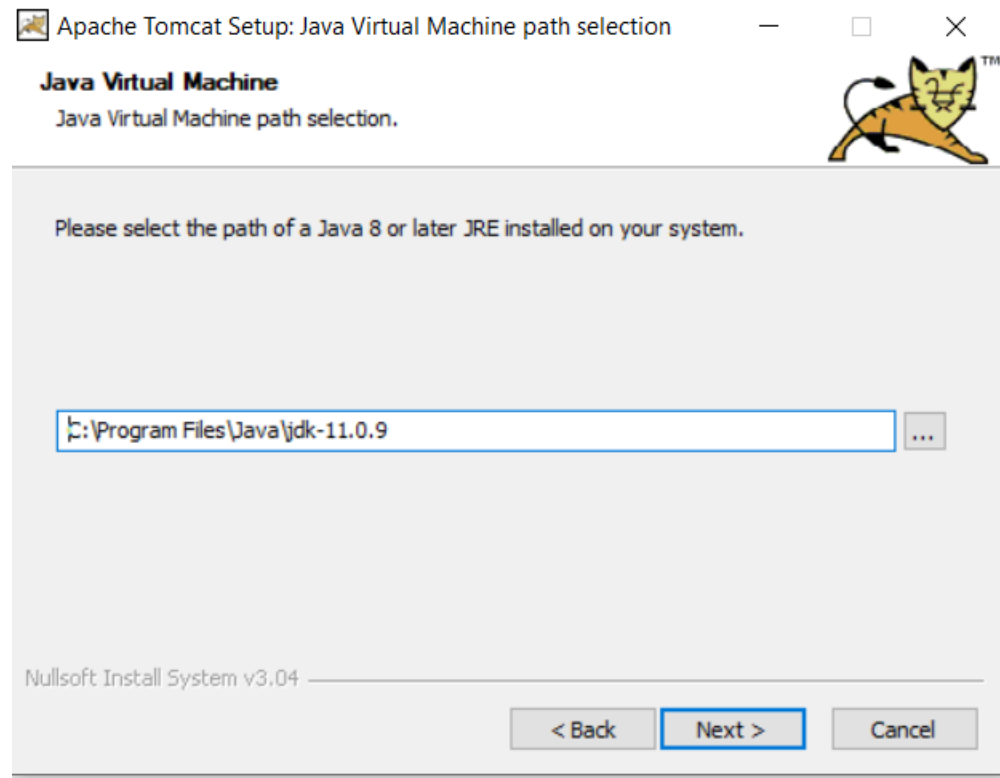 Apache Tomcat Setup: Java Virtual Machine path selection
TM
Java Virtual Machine
Java Virtual Machine path selection.
Please select the path of a Java 8 or later JRE installed on your system.
C:\Program Files\Java\jdk-11.0.9
...
Nullsoft Install System v3.04
< Back
Next >
Cancel